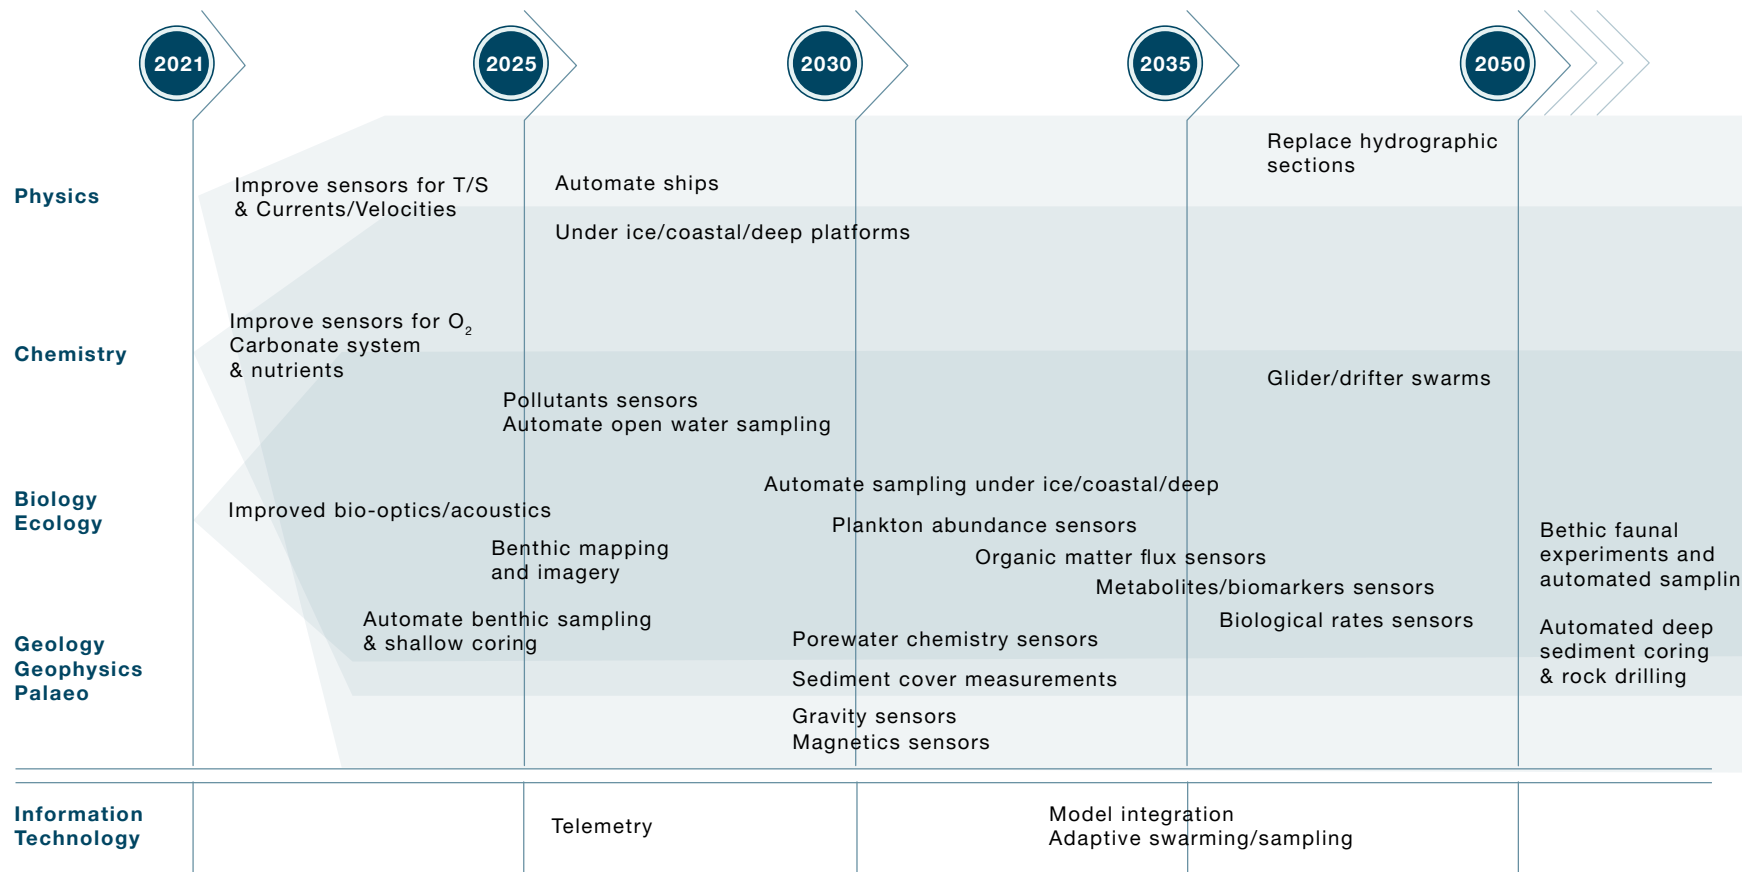 2021
2025
2030
2035
2050
Physics
Improve sensors for T/S
& Currents/Velocities
Automate ships
Under ice/coastal/deep platforms
Replace hydrographic
sections
Chemistry
Improve sensors for O₂
Carbonate system
& nutrients
Pollutants sensors
Automate open water sampling
Glider/drifter swarms
Biology
Ecology
Improved bio-optics/acoustics
Benthic mapping
and imagery
Automate sampling under ice/coastal/deep
Plankton abundance sensors
Organic matter flux sensors
Metabolites/biomarkers sensors
Biological rates sensors
Bethic faunal
experiments and
automated samplin
Geology
Geophysics
Palaeo
Automate benthic sampling
& shallow coring
Porewater chemistry sensors
Sediment cover measurements
Gravity sensors
Magnetics sensors
Automated deep
sediment coring
& rock drilling
Information
Technology
Telemetry
Model integration
Adaptive swarming/sampling